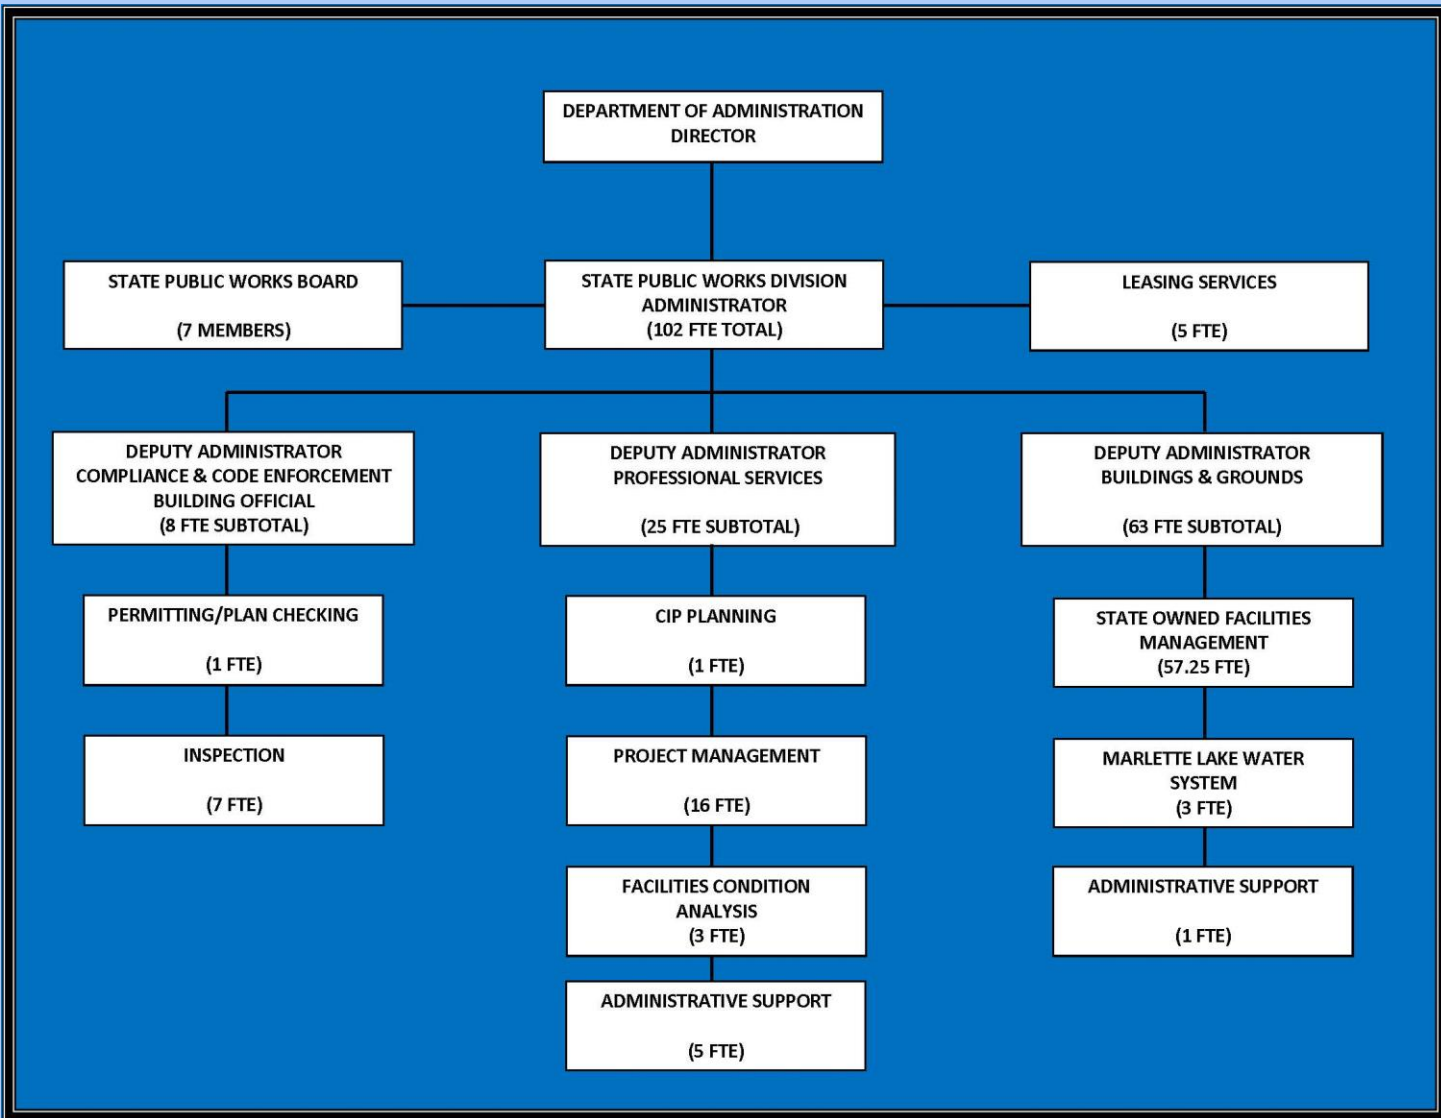 DEPARTMENT OF ADMINISTRATION
DIRECTOR
STATE PUBLIC WORKS BOARD
(7 MEMBERS)
STATE PUBLIC WORKS DIVISION
ADMINISTRATOR
(102 FTE TOTAL)
LEASING SERVICES
(5 FTE)
DEPUTY ADMINISTRATOR
COMPLIANCE & CODE ENFORCEMENT
BUILDING OFFICIAL
(8 FTE SUBTOTAL)
DEPUTY ADMINISTRATOR
PROFESSIONAL SERVICES
(25 FTE SUBTOTAL)
DEPUTY ADMINISTRATOR
BUILDINGS & GROUNDS
(63 FTE SUBTOTAL)
PERMITTING/PLAN CHECKING
(1 FTE)
CIP PLANNING
(1 FTE)
STATE OWNED FACILITIES
MANAGEMENT
(57.25 FTE)
INSPECTION
(7 FTE)
PROJECT MANAGEMENT
(16 FTE)
MARLETTE LAKE WATER
SYSTEM
(3 FTE)
FACILITIES CONDITION
ANALYSIS
(3 FTE)
ADMINISTRATIVE SUPPORT
(1 FTE)
ADMINISTRATIVE SUPPORT
(5 FTE)